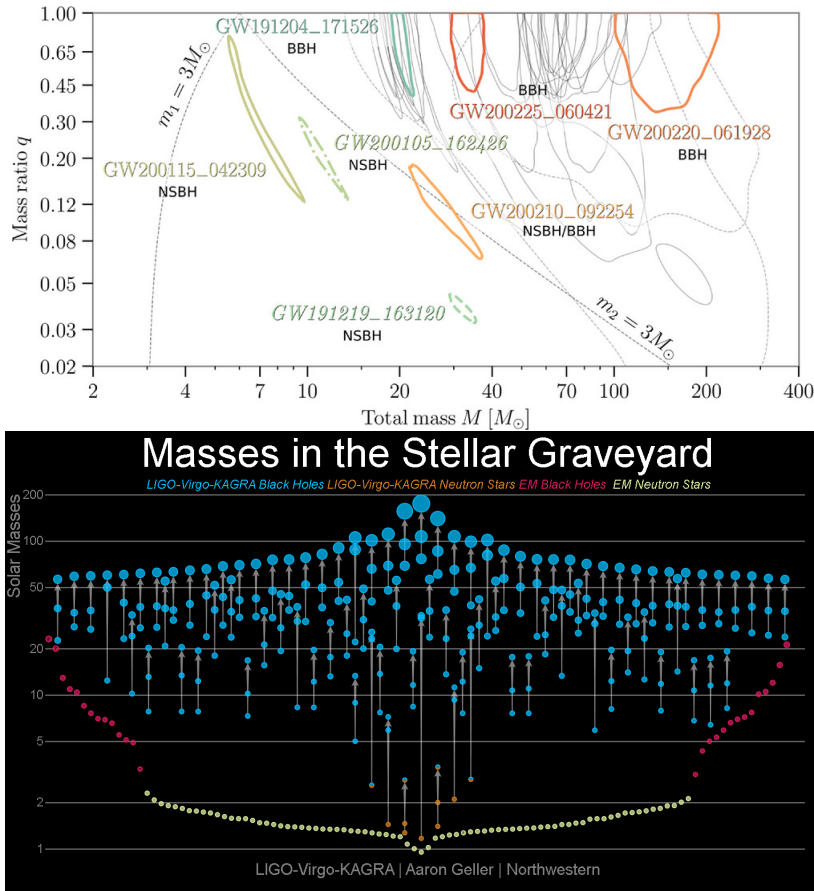 1.00
0.65
0.45
0.30
0.20
0.12
0.08
0.05
0.03
0.02
Mass ratio q
m₁ = 3M☉
GW191204_171526
BBH
BBH
GW200225_060421
GW200220_061928
BBH
GW200105_162426
NSBH
GW200115_042309
NSBH
GW200210_092254
NSBH/BBH
GW191219_163120
NSBH
m₂ = 3M☉
2 4 7 10 20 40 70 100 200 400
Total mass M [M☉]
Masses in the Stellar Graveyard
LIGO-Virgo-KAGRA Black Holes LIGO-Virgo-KAGRA Neutron Stars EM Black Holes EM Neutron Stars
Solar Masses
200
100
50
20
10
5
2
1
LIGO-Virgo-KAGRA | Aaron Geller | Northwestern